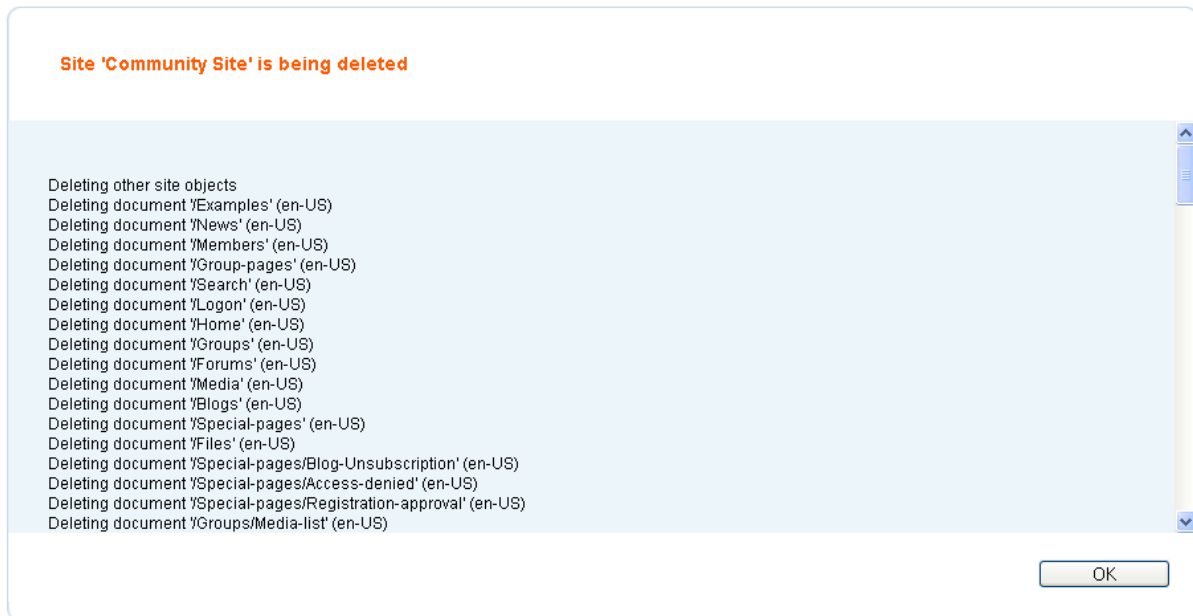 Site 'Community Site' is being deleted
Deleting other site objects
Deleting document '/Examples' (en-US)
Deleting document '/News' (en-US)
Deleting document '/Members' (en-US)
Deleting document '/Group-pages' (en-US)
Deleting document '/Search' (en-US)
Deleting document '/Logon' (en-US)
Deleting document '/Home' (en-US)
Deleting document '/Groups' (en-US)
Deleting document '/Forums' (en-US)
Deleting document '/Media' (en-US)
Deleting document '/Blogs' (en-US)
Deleting document '/Special-pages' (en-US)
Deleting document '/Files' (en-US)
Deleting document '/Special-pages/Blog-Unsubscription' (en-US)
Deleting document '/Special-pages/Access-denied' (en-US)
Deleting document '/Special-pages/Registration-approval' (en-US)
Deleting document '/Groups/Media-list' (en-US)
OK